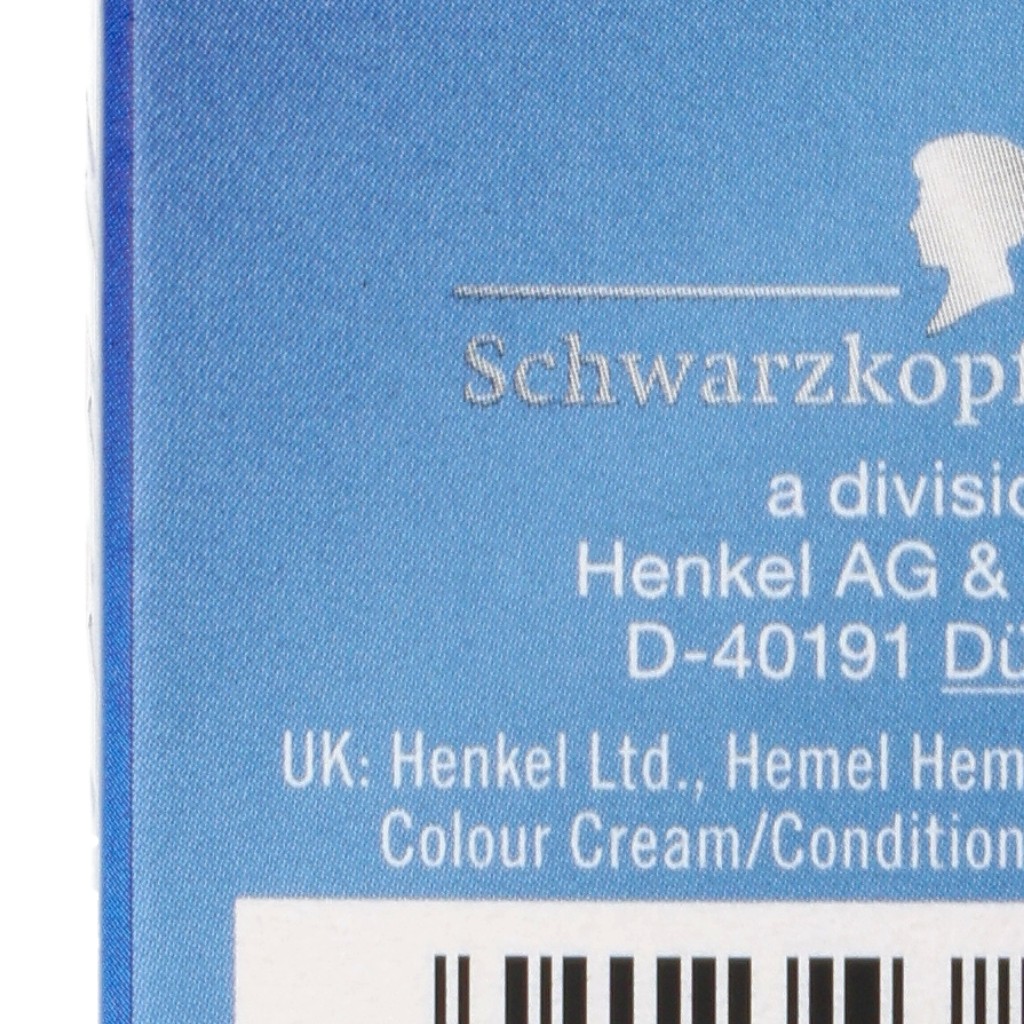 Schwarzkopf
a divisio
Henkel AG &
D-40191 Dü
UK: Henkel Ltd., Hemel Hem
Colour Cream/Condition